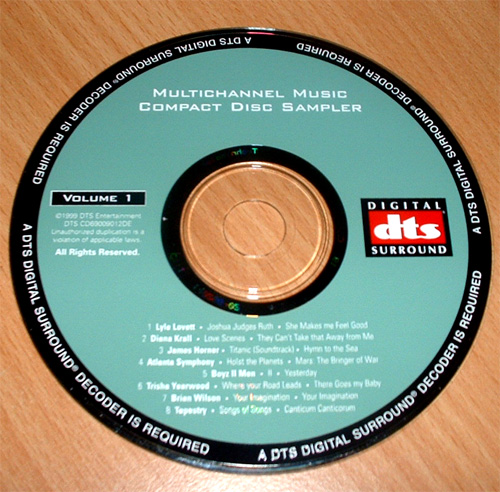 A DTS DIGITAL SURROUND® DECODER IS REQUIRED
A DTS DIGITAL SURROUND® DECODER IS REQUIRED
A DTS DIGITAL SURROUND® DECODER IS REQUIRED
A DTS DIGITAL SURROUND® DECODER IS REQUIRED
MULTICHANNEL MUSIC
COMPACT DISC SAMPLER
VOLUME 1
©1999 DTS Entertainment
Unauthorized duplication is a
violation of applicable laws.
All Rights Reserved.
DIGITAL
dts
SURROUND
1 Lyle Lovett • Joshua Judges Ruth • She Makes me Feel Good
2 Diana Krall • Love Scenes • They Can't Take that Away from Me
3 James Horner • Titanic (Soundtrack) • Hymn to the Sea
4 Atlanta Symphony • Holst the Planets • Mars: The Bringer of War
5 Boyz II Men • II • Yesterday
6 Trisha Yearwood • Where your Road Leads • There Goes my Baby
7 Brian Wilson • Your Imagination • Your Imagination
8 Tapestry • Songs of Songs • Canticum Canticorum